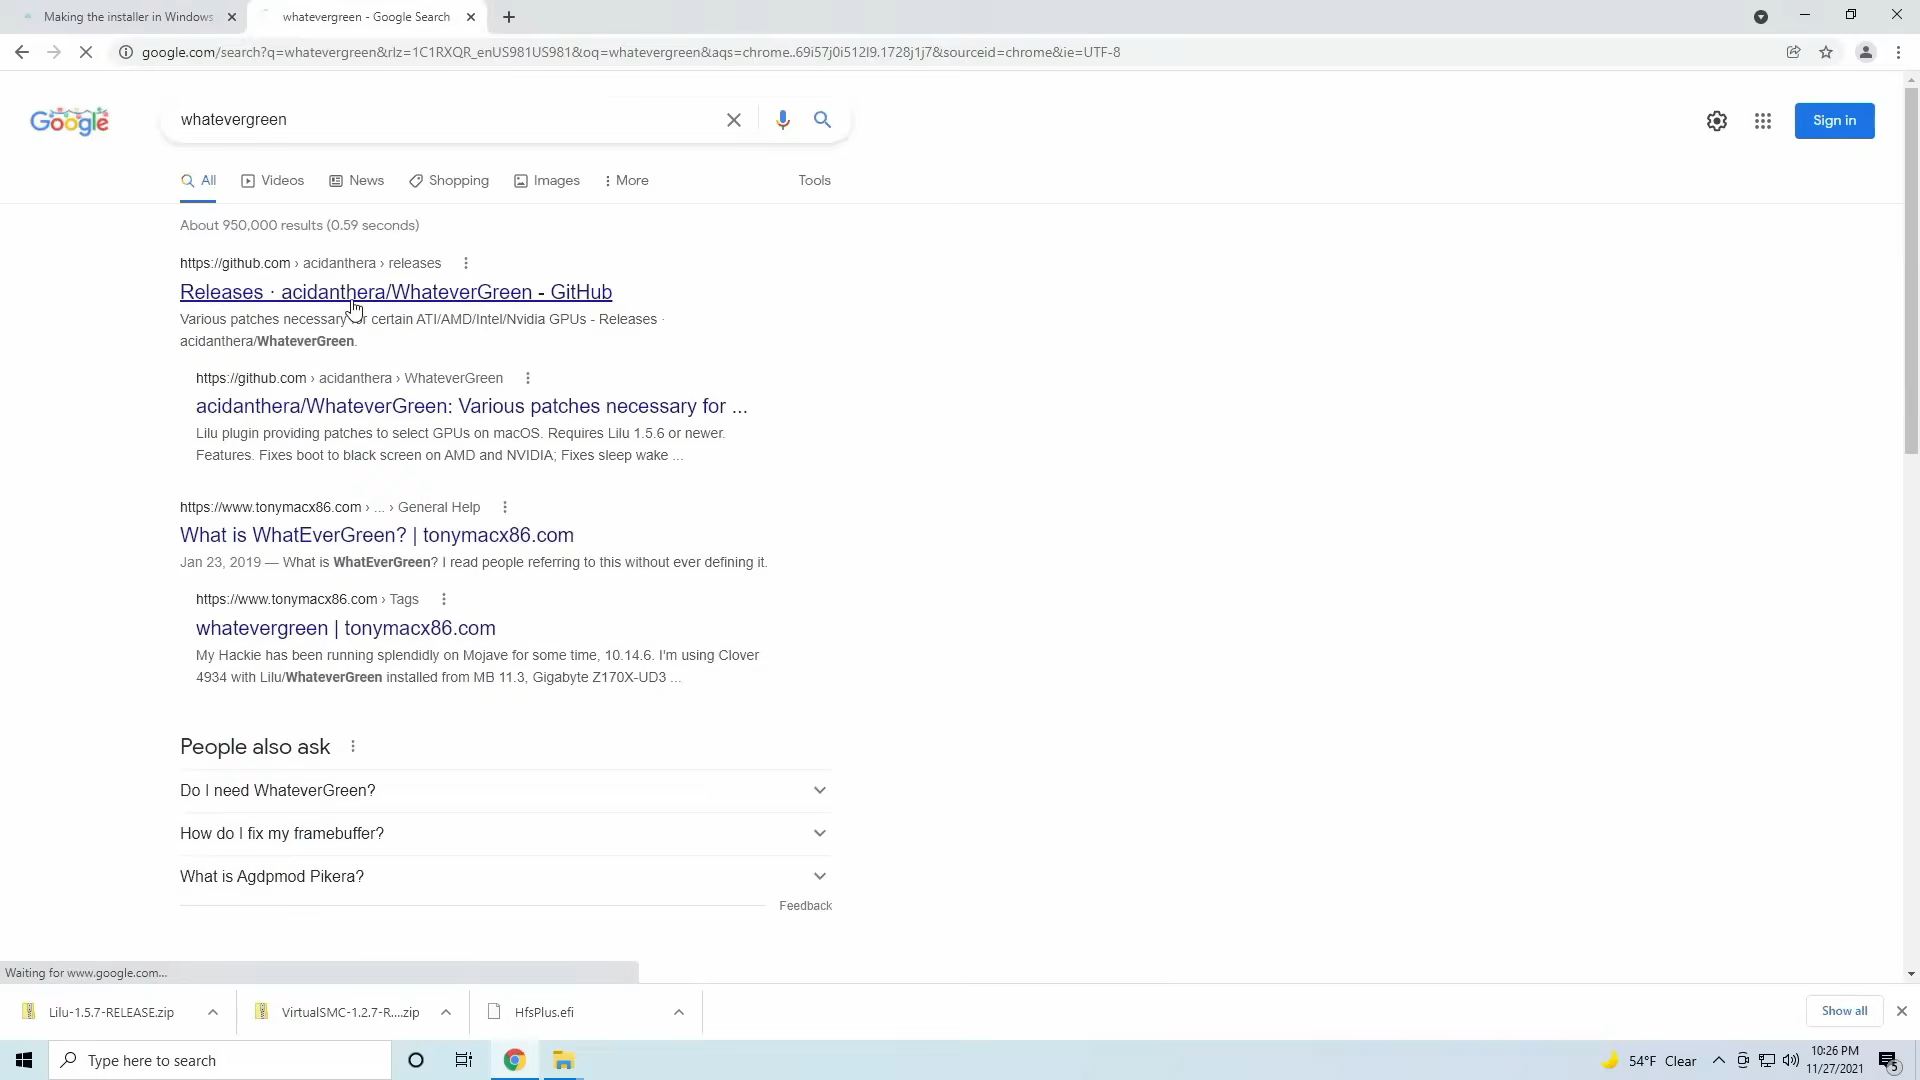 Making the installer in Windows
whatevergreen - Google Search
google.com/search?q=whatevergreen&rlz=1C1RXQR_enUS981US981&oq=whatevergreen&aqs=chrome..69i57j0i512l9.1728j1j7&sourceid=chrome&ie=UTF-8
Google
whatevergreen
Sign in
All
Videos
News
Shopping
Images
More
Tools
About 950,000 results (0.59 seconds)
https://github.com › acidanthera › releases
Releases · acidanthera/WhateverGreen - GitHub
Various patches necessary for certain ATI/AMD/Intel/Nvidia GPUs - Releases ·
acidanthera/WhateverGreen.
https://github.com › acidanthera › WhateverGreen
acidanthera/WhateverGreen: Various patches necessary for ...
Lilu plugin providing patches to select GPUs on macOS. Requires Lilu 1.5.6 or newer.
Features. Fixes boot to black screen on AMD and NVIDIA; Fixes sleep wake ...
https://www.tonymacx86.com › ... › General Help
What is WhatEverGreen? | tonymacx86.com
Jan 23, 2019 — What is WhatEverGreen? I read people referring to this without ever defining it.
https://www.tonymacx86.com › Tags
whatevergreen | tonymacx86.com
My Hackie has been running splendidly on Mojave for some time, 10.14.6. I'm using Clover
4934 with Lilu/WhateverGreen installed from MB 11.3, Gigabyte Z170X-UD3 ...
People also ask
Do I need WhateverGreen?
How do I fix my framebuffer?
What is Agdpmod Pikera?
Feedback
Waiting for www.google.com...
Lilu-1.5.7-RELEASE.zip
VirtualSMC-1.2.7-R....zip
HfsPlus.efi
Show all
Type here to search
54°F Clear
10:26 PM
11/27/2021
5